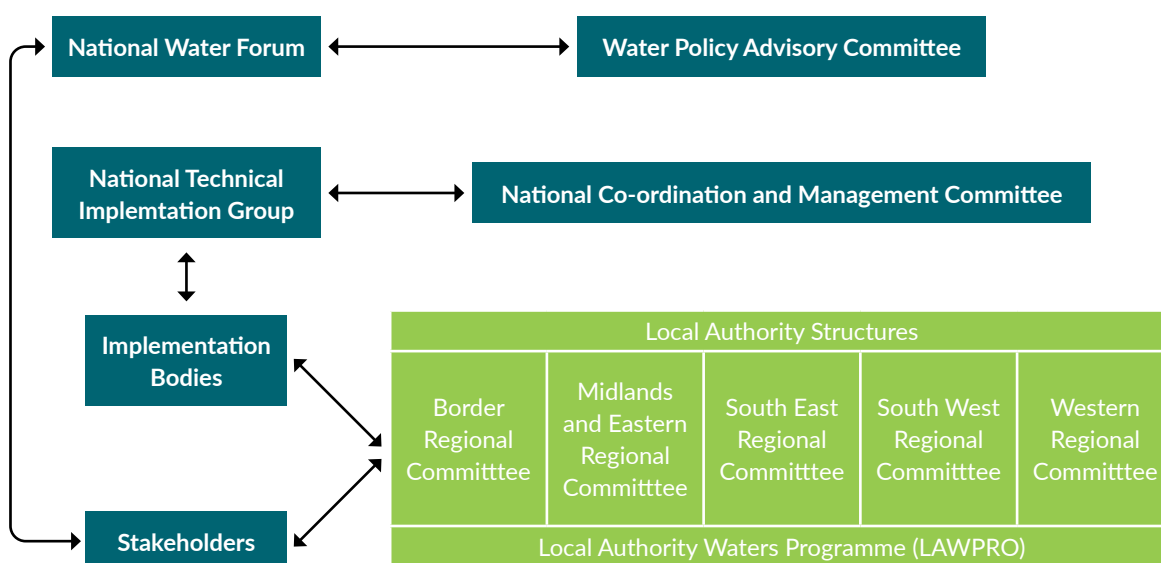 National Water Forum
Water Policy Advisory Committee
National Technical
Implemtation Group
National Co-ordination and Management Committee
Implementation
Bodies
Local Authority Structures
Border
Regional
Committtee
Midlands
and Eastern
Regional
Committtee
South East
Regional
Committtee
South West
Regional
Committtee
Western
Regional
Committtee
Stakeholders
Local Authority Waters Programme (LAWPRO)